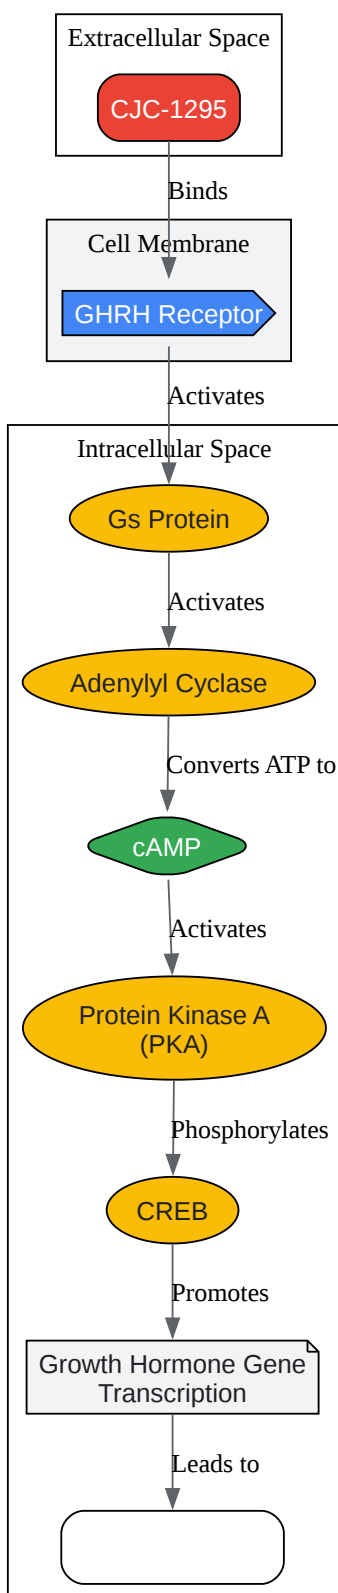 Extracellular Space
CJC-1295
Binds
Cell Membrane
GHRH Receptor
Activates
Intracellular Space
Gs Protein
Activates
Adenylyl Cyclase
Converts ATP to
cAMP
Activates
Protein Kinase A
(PKA)
Phosphorylates
CREB
Promotes
Growth Hormone Gene
Transcription
Leads to